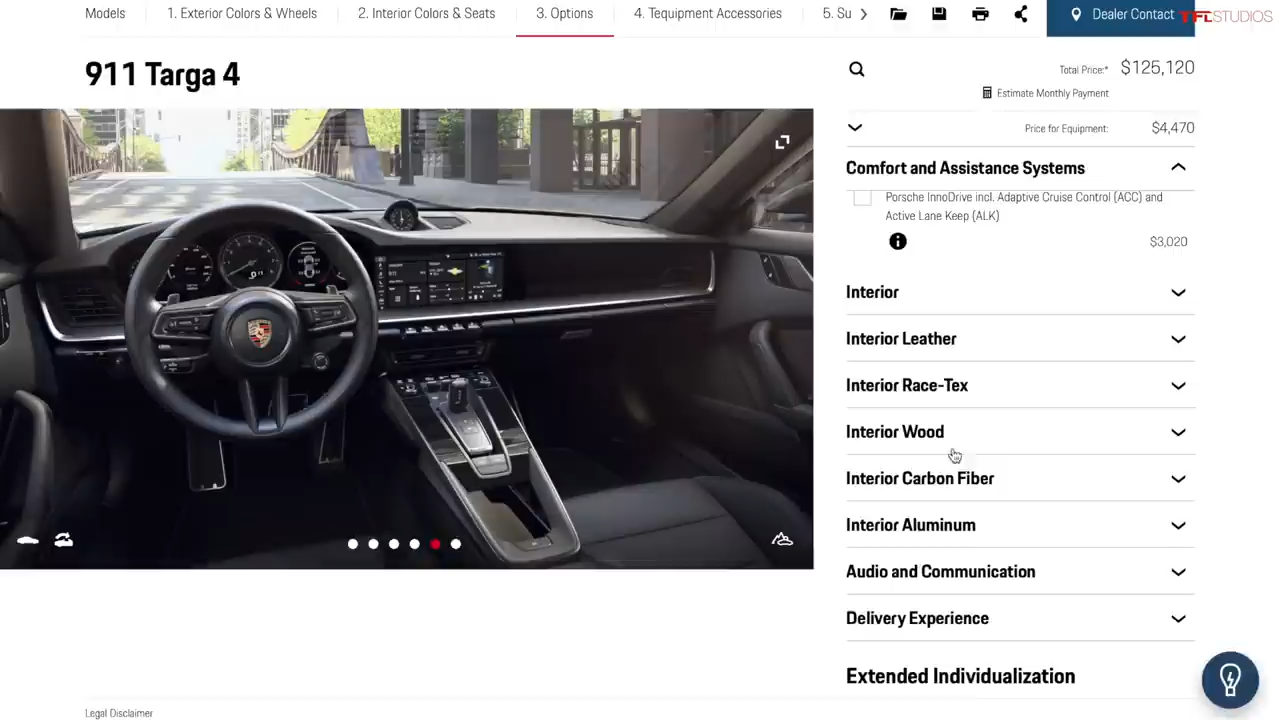 Models
1. Exterior Colors & Wheels
2. Interior Colors & Seats
3. Options
4. Tequipment Accessories
5. Su
Dealer Contact
TFLSTUDIOS
911 Targa 4
Total Price:* $125,120
Estimate Monthly Payment
Price for Equipment: $4,470
Comfort and Assistance Systems
Porsche InnoDrive incl. Adaptive Cruise Control (ACC) and
Active Lane Keep (ALK)
$3,020
Interior
Interior Leather
Interior Race-Tex
Interior Wood
Interior Carbon Fiber
Interior Aluminum
Audio and Communication
Delivery Experience
Extended Individualization
Legal Disclaimer